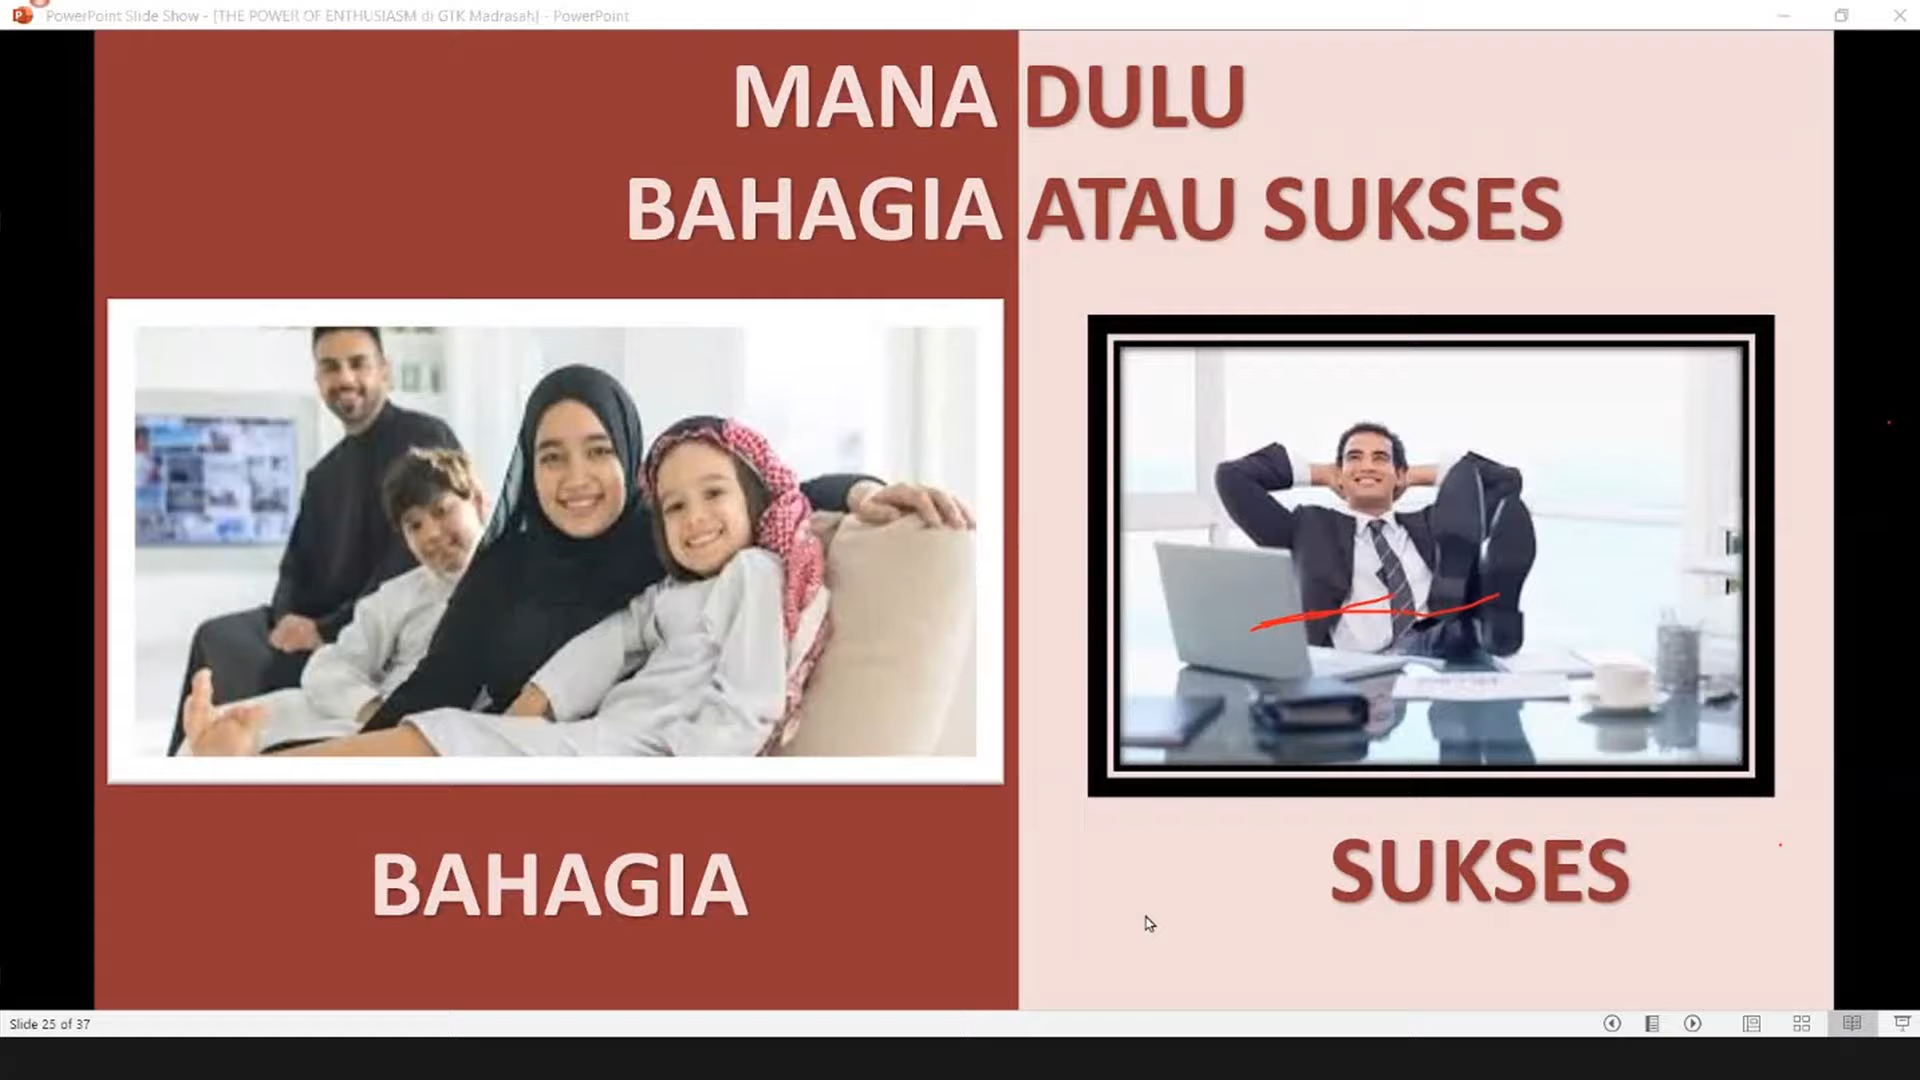 PowerPoint Slide Show - [THE POWER OF ENTHUSIASM di GTK Madrasah] - PowerPoint
MANA DULU
BAHAGIA ATAU SUKSES
BAHAGIA
SUKSES
Slide 25 of 37